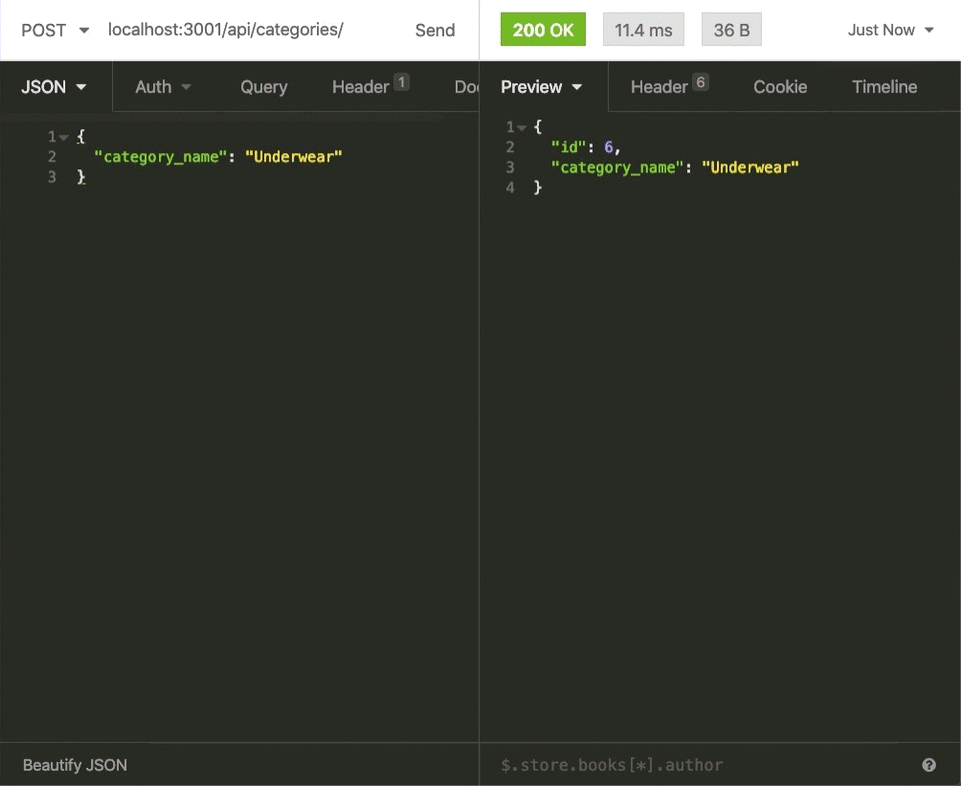 POST localhost:3001/api/categories/ Send
200 OK 11.4 ms 36 B Just Now
JSON Auth Query Header 1 Do
Preview Header 6 Cookie Timeline
1 {
2 "category_name": "Underwear"
3 }
1 {
2 "id": 6,
3 "category_name": "Underwear"
4 }
Beautify JSON
$.store.books[*].author ?